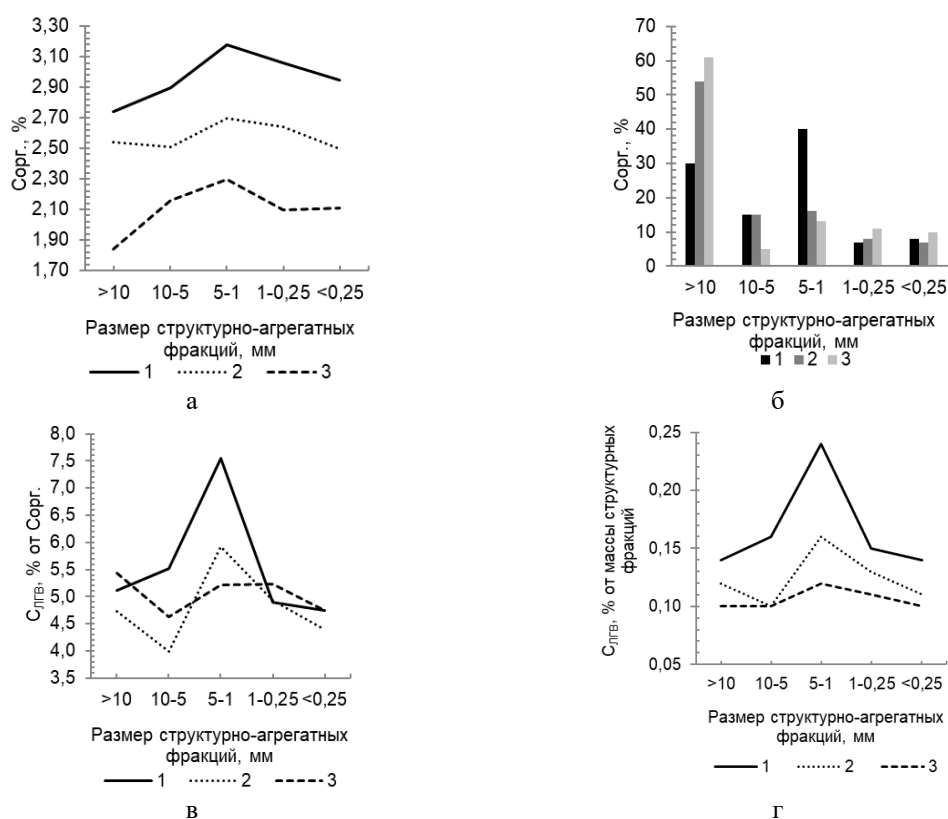 3,30
3,10
2,90
2,70
2,50
2,30
2,10
1,90
1,70
Сорг., %
>10 10-5 5-1 1-0,25 <0,25
Размер структурно-агрегатных
фракций, мм
1 2 3
а
70
60
50
40
30
20
10
0
Сорг., %
>10 10-5 5-1 1-0,25 <0,25
Размер структурно-агрегатных
фракций, мм
1 2 3
б
8,0
7,5
7,0
6,5
6,0
5,5
5,0
4,5
4,0
3,5
СЛГВ, % от Сорг.
>10 10-5 5-1 1-0,25 <0,25
Размер структурно-агрегатных
фракций, мм
1 2 3
в
0,25
0,20
0,15
0,10
0,05
СЛГВ, % от массы структурных
фракций
>10 10-5 5-1 1-0,25 <0,25
Размер структурно-агрегатных
фракций, мм
1 2 3
г